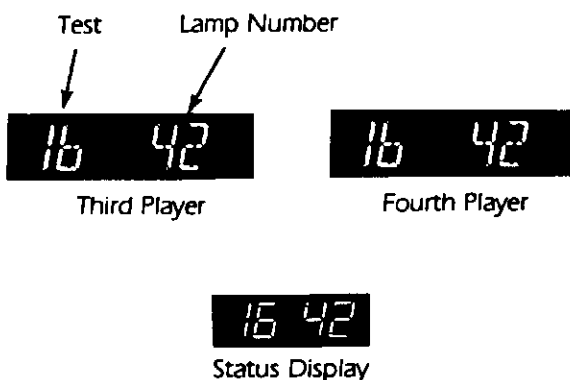 Test Lamp Number
16 42 16 42
Third Player Fourth Player
16 42
Status Display